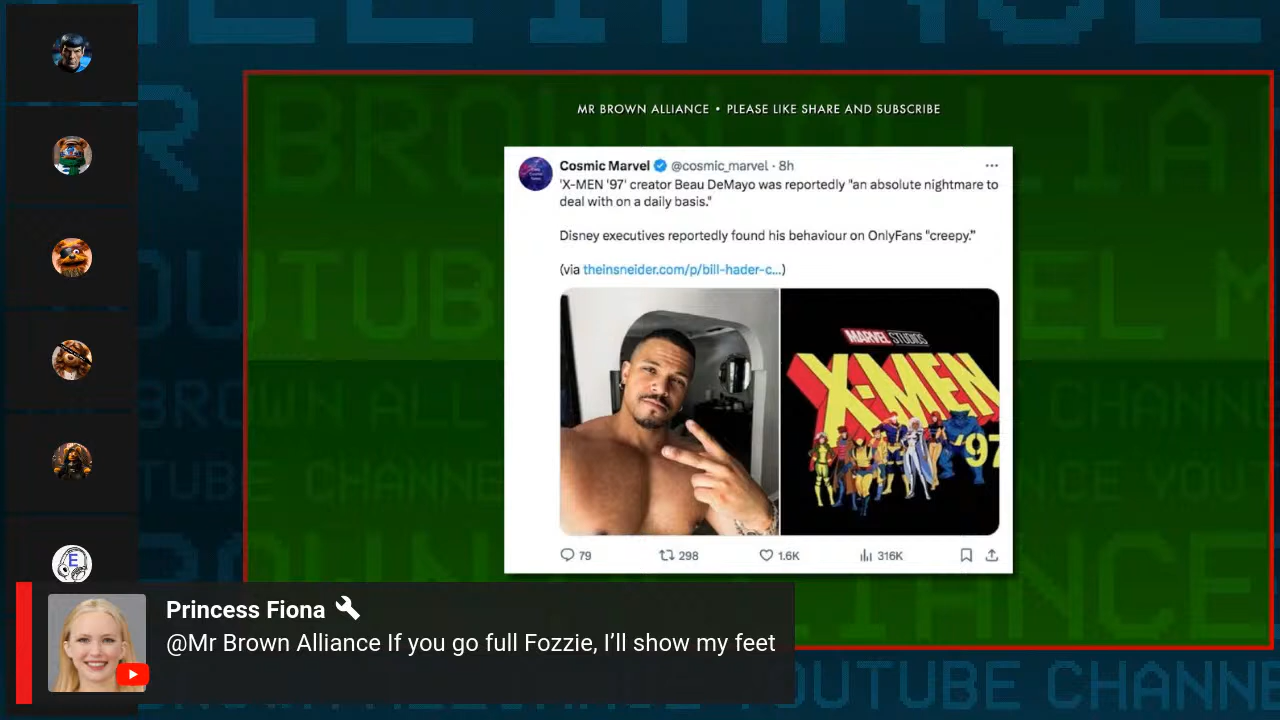 MR BROWN ALLIANCE • PLEASE LIKE SHARE AND SUBSCRIBE
Cosmic Marvel @cosmic_marvel · 8h
'X-MEN '97' creator Beau DeMayo was reportedly "an absolute nightmare to
deal with on a daily basis."
Disney executives reportedly found his behaviour on OnlyFans "creepy."
(via theinsneider.com/p/bill-hader-c...)
MARVEL STUDIOS
X-MEN
'97
79 298 1.6K 316K
E
Princess Fiona
@Mr Brown Alliance If you go full Fozzie, I’ll show my feet